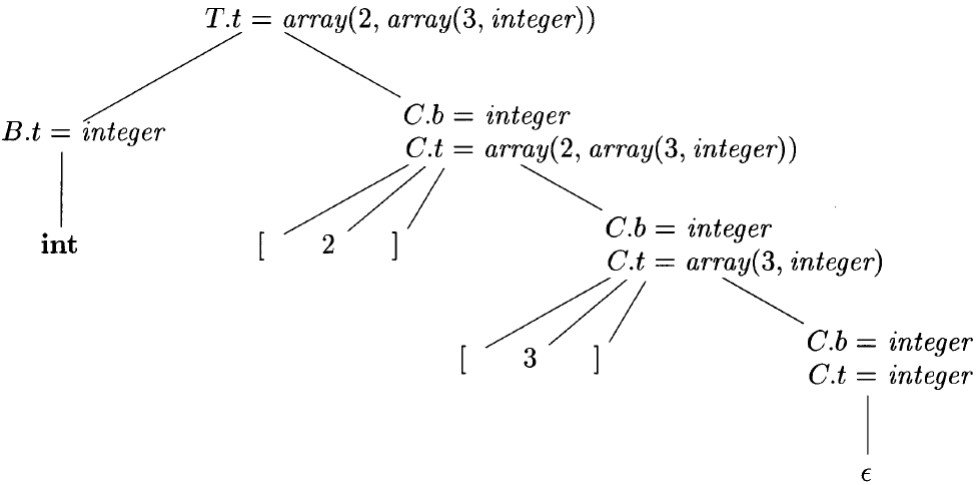 T.t = array(2, array(3, integer))
C.b = integer
B.t = integer
C.t = array(2, array(3, integer))
C.b = integer
int
[ 2 ]
C.t = array(3, integer)
C.b = integer
[ 3 ]
C.t = integer
ϵ